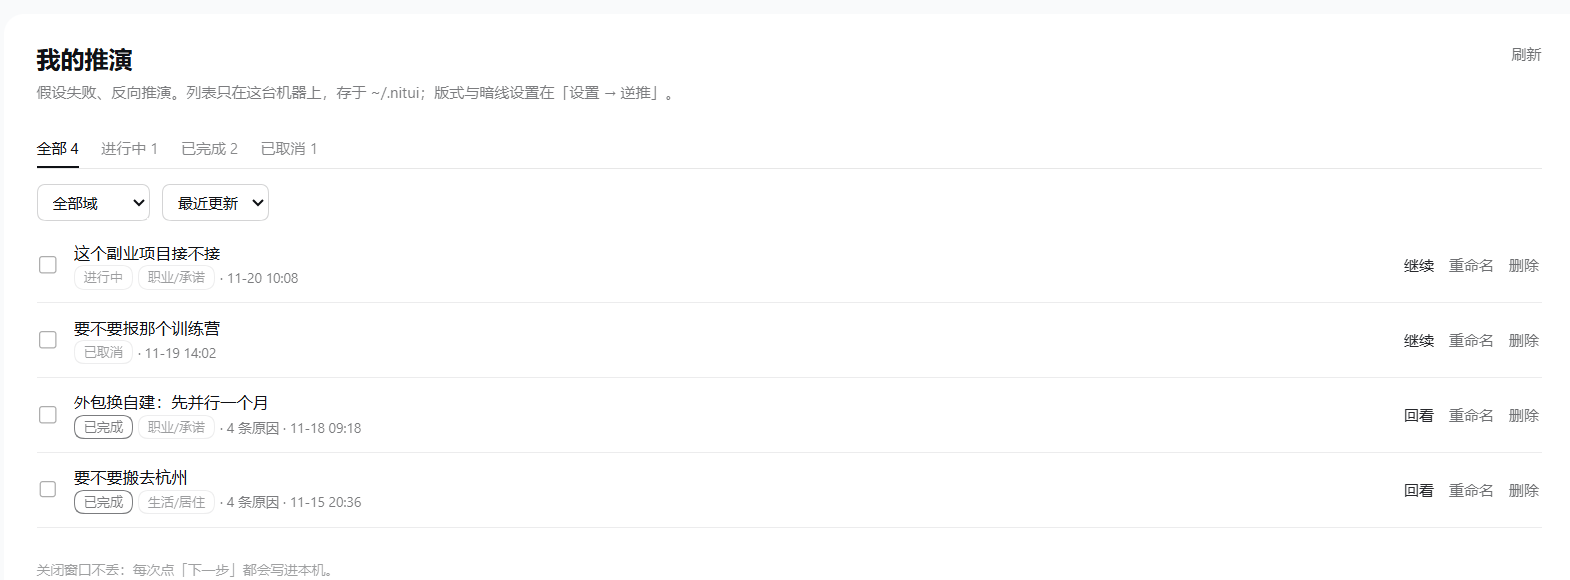 我的推演
刷新
假设失败、反向推演。列表只在这台机器上，存于 ~/.nitui；版式与暗线设置在「设置 → 逆推」。
全部 4 进行中 1 已完成 2 已取消 1
全部域 最近更新
这个副业项目接不接
进行中 职业/承诺 · 11-20 10:08
继续 重命名 删除
要不要报那个训练营
已取消 · 11-19 14:02
继续 重命名 删除
外包换自建：先并行一个月
已完成 职业/承诺 · 4 条原因 · 11-18 09:18
回看 重命名 删除
要不要搬去杭州
已完成 生活/居住 · 4 条原因 · 11-15 20:36
回看 重命名 删除
关闭窗口不丢：每次点「下一步」都会写进本机。